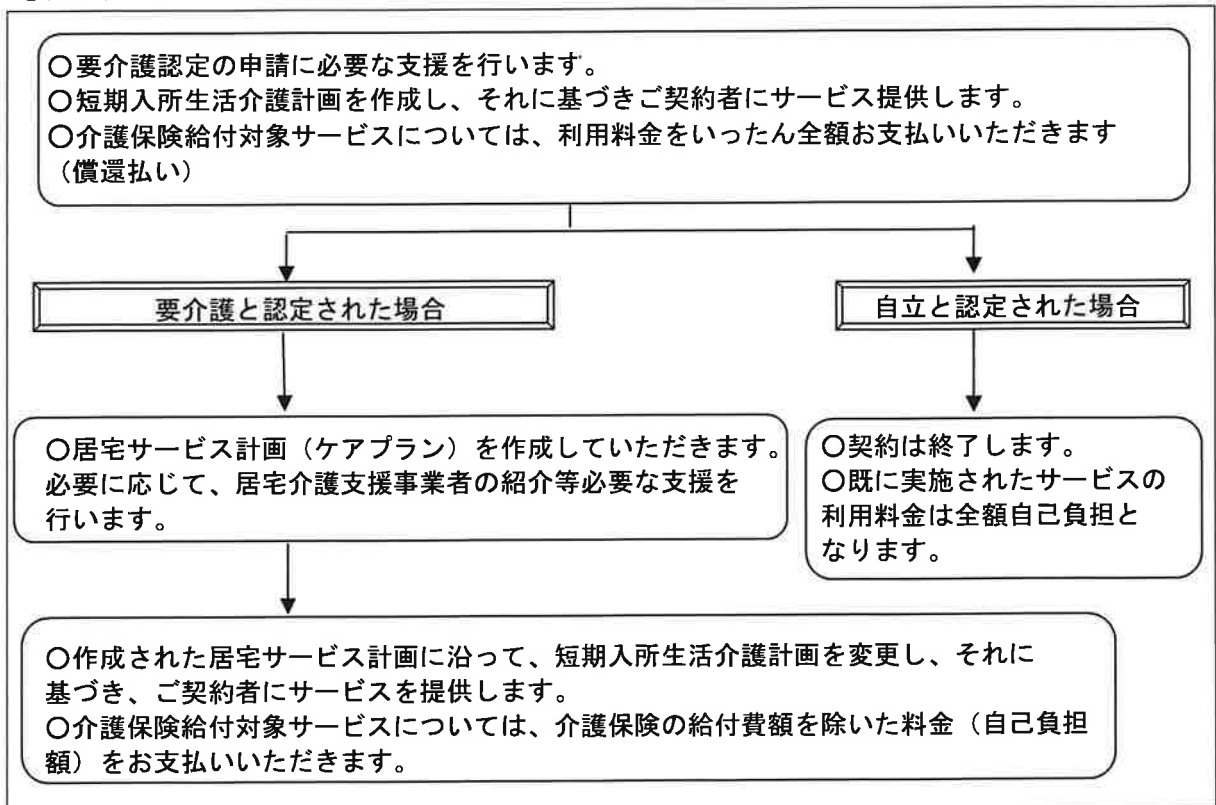 〇要介護認定の申請に必要な支援を行います。
〇短期入所生活介護計画を作成し、それに基づきご契約者にサービス提供します。
〇介護保険給付対象サービスについては、利用料金をいったん全額お支払いいただきます
（償還払い）
要介護と認定された場合
自立と認定された場合
〇居宅サービス計画（ケアプラン）を作成していただきます。
必要に応じて、居宅介護支援事業者の紹介等必要な支援を
行います。
〇契約は終了します。
〇既に実施されたサービスの
利用料金は全額自己負担と
なります。
〇作成された居宅サービス計画に沿って、短期入所生活介護計画を変更し、それに
基づき、ご契約者にサービスを提供します。
〇介護保険給付対象サービスについては、介護保険の給付費額を除いた料金（自己負担
額）をお支払いいただきます。